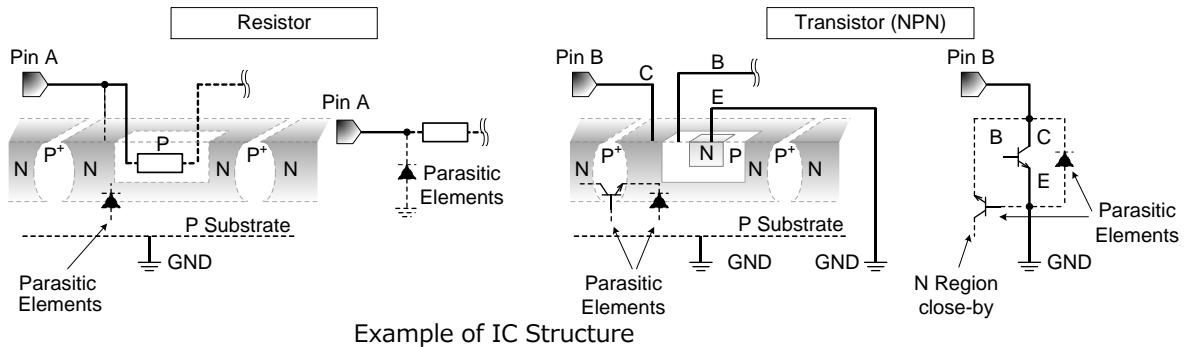 Resistor
Transistor (NPN)
Pin A
Pin A
N
P+
N
P
N
P+
N
Parasitic
Elements
P Substrate
GND
Parasitic
Elements
Pin B
C
B
E
N
P+
N
N
P
N
P+
N
P Substrate
GND
GND
Parasitic
Elements
Pin B
B
C
E
Parasitic
Elements
GND
N Region
close-by
Example of IC Structure